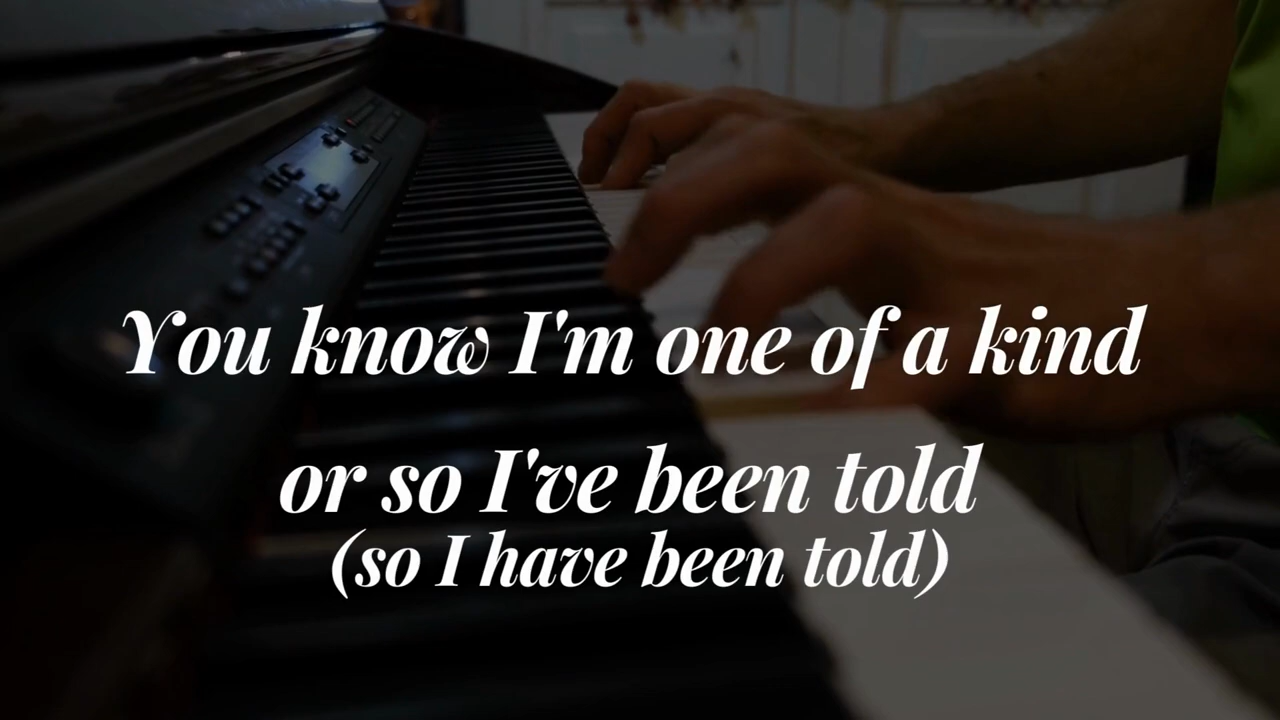 You know I'm one of a kind
or so I've been told
(so I have been told)